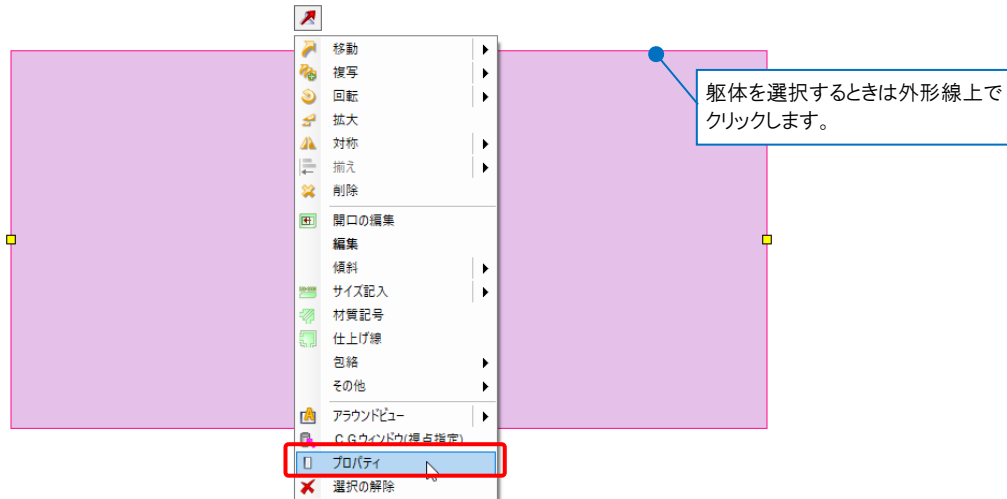 移動
複写
回転
拡大
対称
揃え
削除
開口の編集
編集
傾斜
サイズ記入
材質記号
仕上げ線
包絡
その他
アラウンドビュー
ＣＧウィンドウ(視点指定)
プロパティ
選択の解除
躯体を選択するときは外形線上で
クリックします。